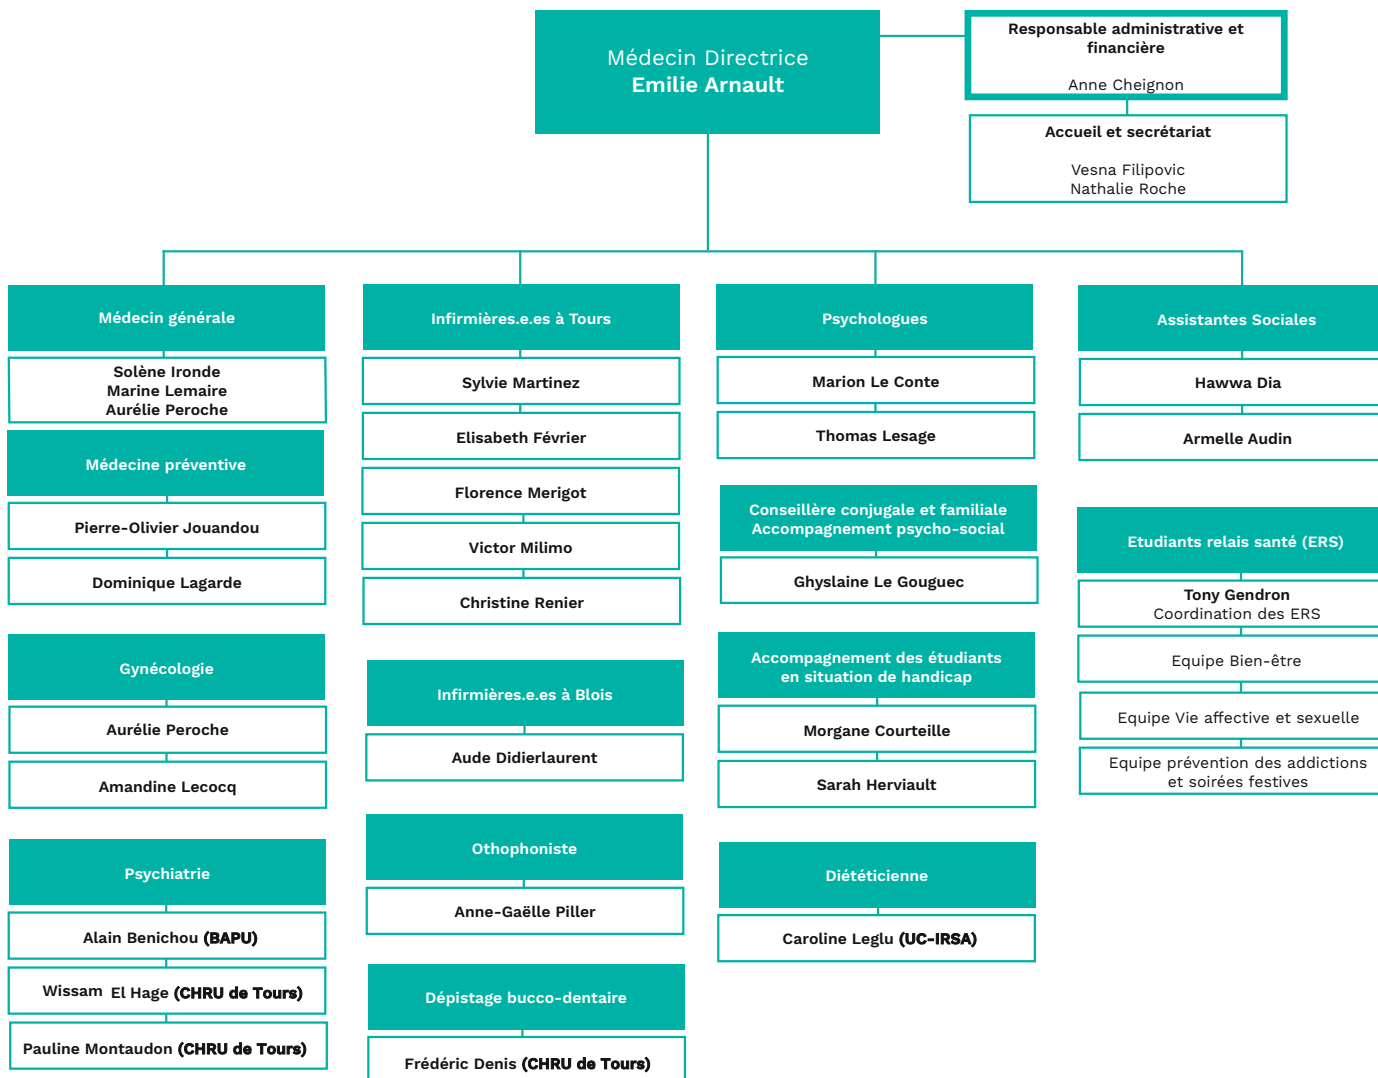 Médecin Directrice
Emilie Arnault
Responsable administrative et
financière
Anne Cheignon
Accueil et secrétariat
Vesna Filipovic
Nathalie Roche
Médecin générale
Solène Ironde
Marine Lemaire
Aurélie Peroche
Médecine préventive
Pierre-Olivier Jouandou
Dominique Lagarde
Gynécologie
Aurélie Peroche
Amandine Lecocq
Psychiatrie
Alain Benichou (BAPU)
Wissam El Hage (CHRU de Tours)
Pauline Montaudon (CHRU de Tours)
Infirmières.e.es à Tours
Sylvie Martinez
Elisabeth Février
Florence Merigot
Victor Milimo
Christine Renier
Infirmières.e.es à Blois
Aude Didierlaurent
Othophoniste
Anne-Gaëlle Piller
Dépistage bucco-dentaire
Frédéric Denis (CHRU de Tours)
Psychologues
Marion Le Conte
Thomas Lesage
Conseillère conjugale et familiale
Accompagnement psycho-social
Ghyslaine Le Gouguec
Accompagnement des étudiants
en situation de handicap
Morgane Courteille
Sarah Herviault
Diététicienne
Caroline Leglu (UC-IRSA)
Assistantes Sociales
Hawwa Dia
Armelle Audin
Etudiants relais santé (ERS)
Tony Gendron
Coordination des ERS
Equipe Bien-être
Equipe Vie affective et sexuelle
Equipe prévention des addictions
et soirées festives